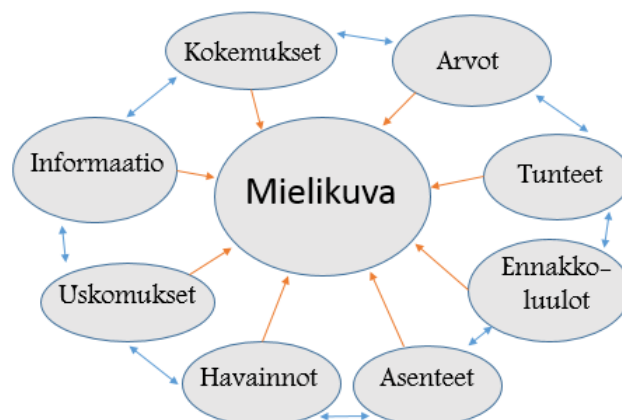 Kokemukset
Arvot
Informaatio
Mielikuva
Tunteet
Uskomukset
Ennakko-
luulot
Havainnot
Asenteet